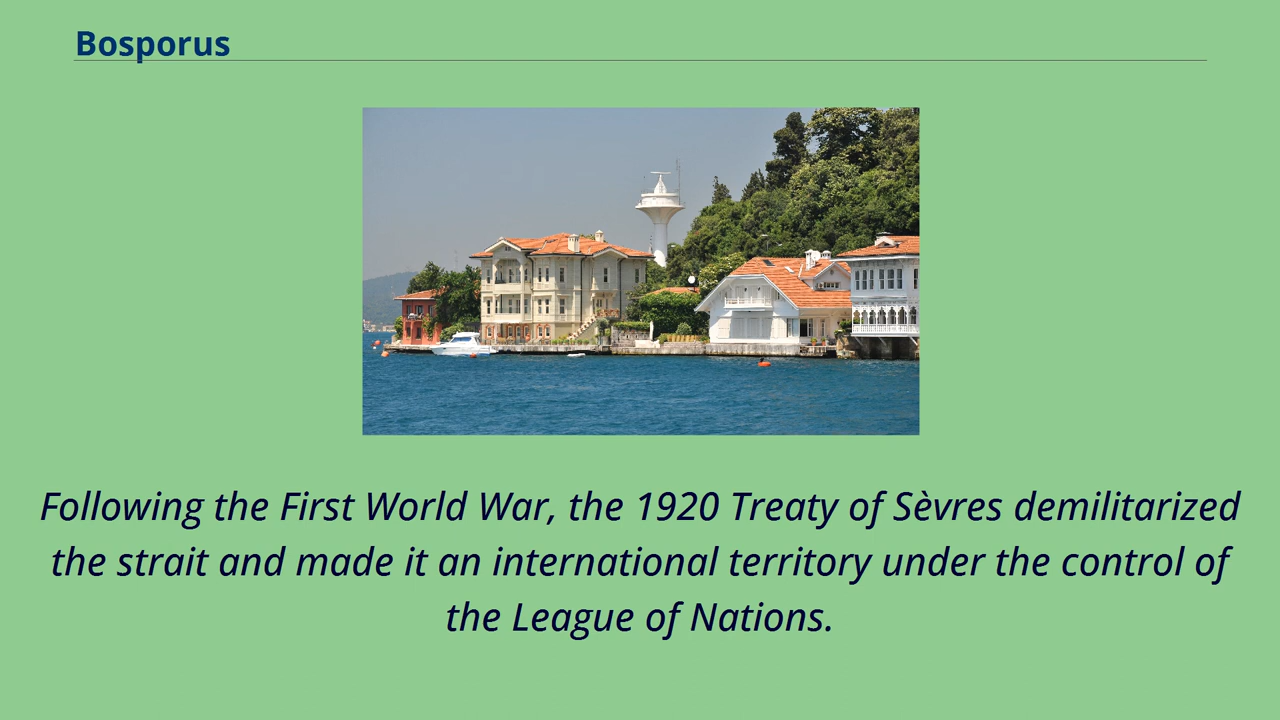 Bosporus
Following the First World War, the 1920 Treaty of Sèvres demilitarized
the strait and made it an international territory under the control of
the League of Nations.